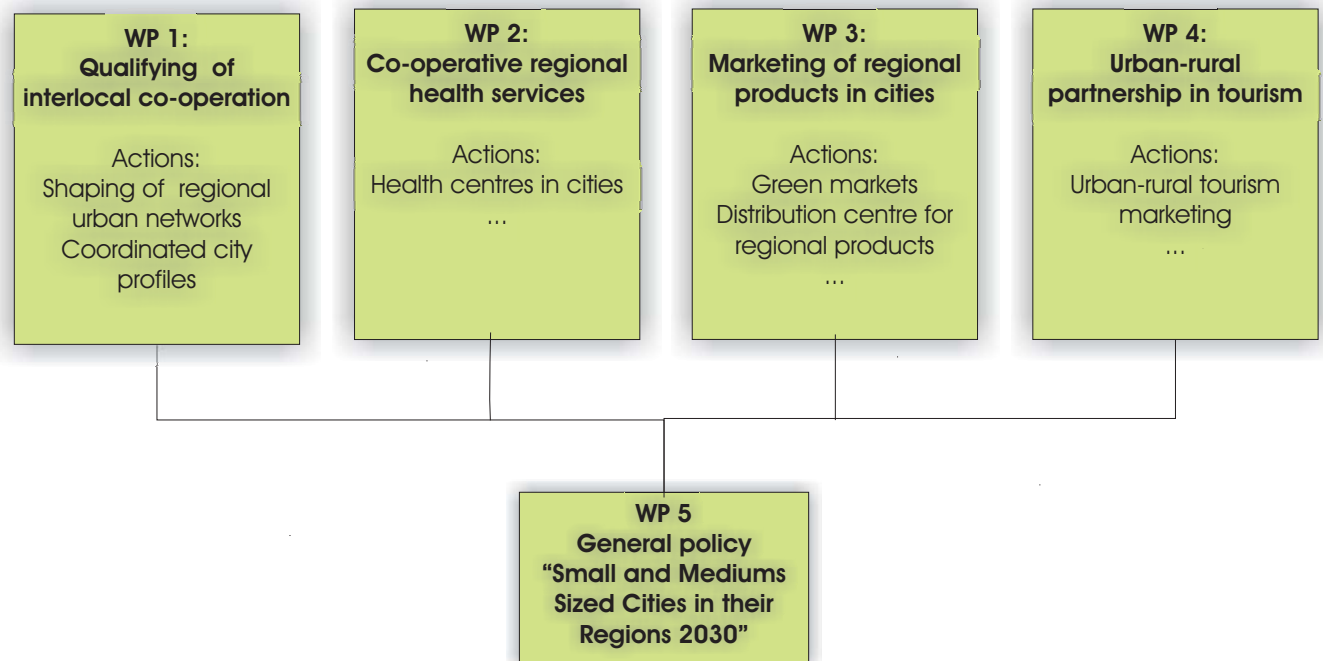 WP 1:
Qualifying of
interlocal co-operation
Actions:
Shaping of regional
urban networks
Coordinated city
profiles
WP 2:
Co-operative regional
health services
Actions:
Health centres in cities
...
WP 3:
Marketing of regional
products in cities
Actions:
Green markets
Distribution centre for
regional products
...
WP 4:
Urban-rural
partnership in tourism
Actions:
Urban-rural tourism
marketing
...
WP 5
General policy
“Small and Mediums
Sized Cities in their
Regions 2030”